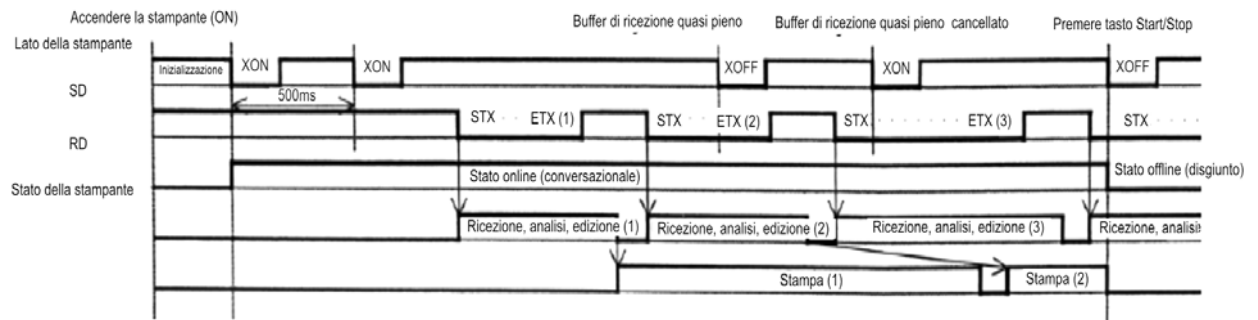 Accendere la stampante (ON)
Buffer di ricezione quasi pieno
Buffer di ricezione quasi pieno cancellato
Premere tasto Start/Stop
Lato della stampante
Inizializzazione
XON
XON
XOFF
XON
XOFF
SD
500ms
STX · · ETX (1)
STX · · ETX (2)
STX · · · · · · · · ETX (3)
STX · · · ·
RD
Stato online (conversazionale)
Stato offline (disgiunto)
Stato della stampante
Ricezione, analisi, edizione (1)
Ricezione, analisi, edizione (2)
Ricezione, analisi, edizione (3)
Ricezione, analisi
Stampa (1)
Stampa (2)